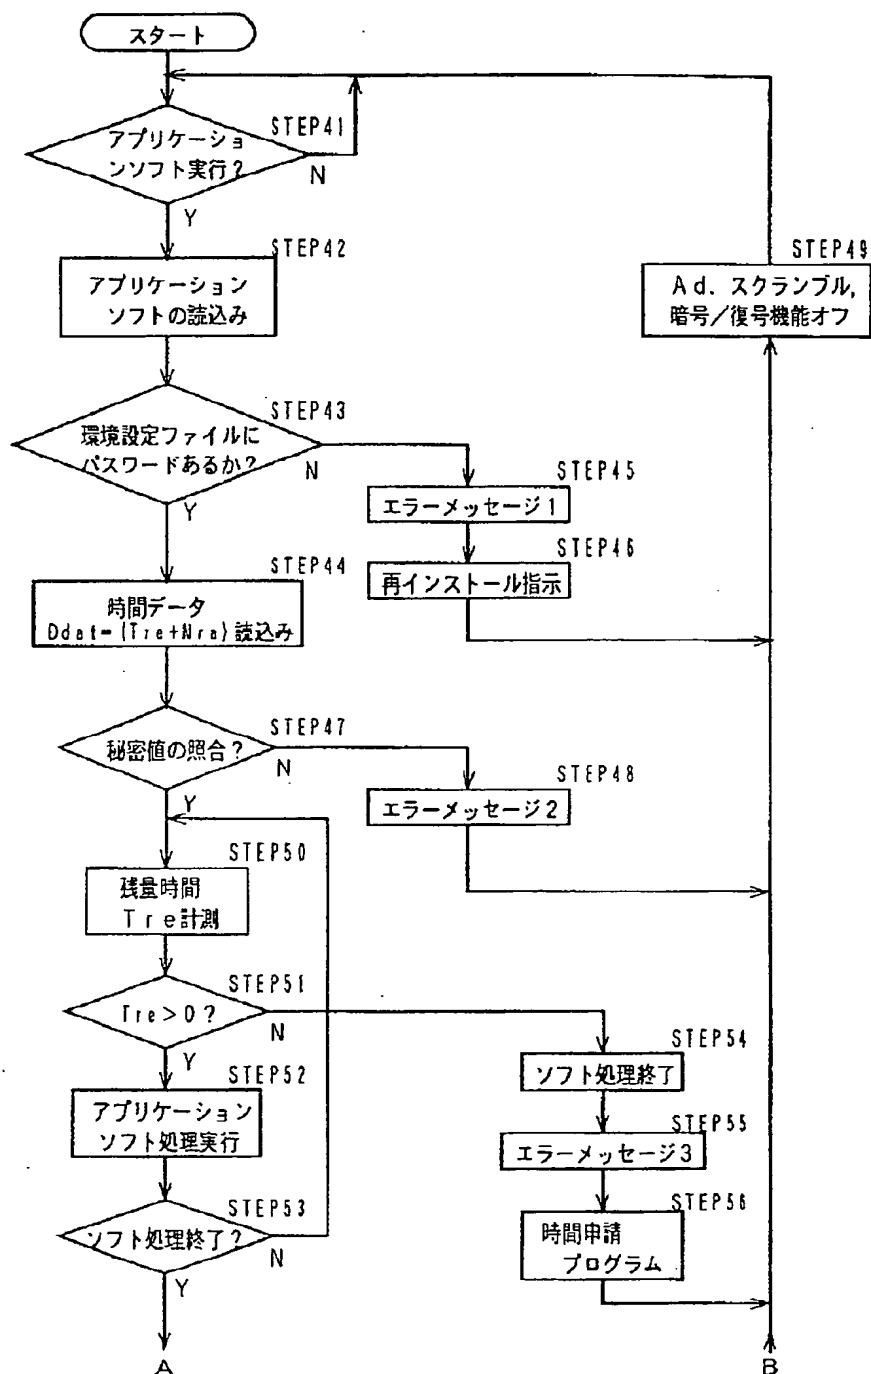 スタート
STEP41
アプリケーショ
ンソフト実行?
N
Y
STEP42
アプリケーション
ソフトの読込み
STEP49
Ad. スクランブル,
暗号/復号機能オフ
STEP43
環境設定ファイルに
パスワードあるか?
N
Y
STEP45
エラーメッセージ1
STEP46
再インストール指示
STEP44
時間データ
Ddat=(Tre+Nra)読込み
STEP47
秘密値の照合?
N
Y
STEP48
エラーメッセージ2
STEP50
残量時間
Tre計測
STEP51
Tre>0?
N
Y
STEP52
アプリケーション
ソフト処理実行
STEP54
ソフト処理終了
STEP55
エラーメッセージ3
STEP53
ソフト処理終了?
N
Y
STEP56
時間申請
プログラム
A
B